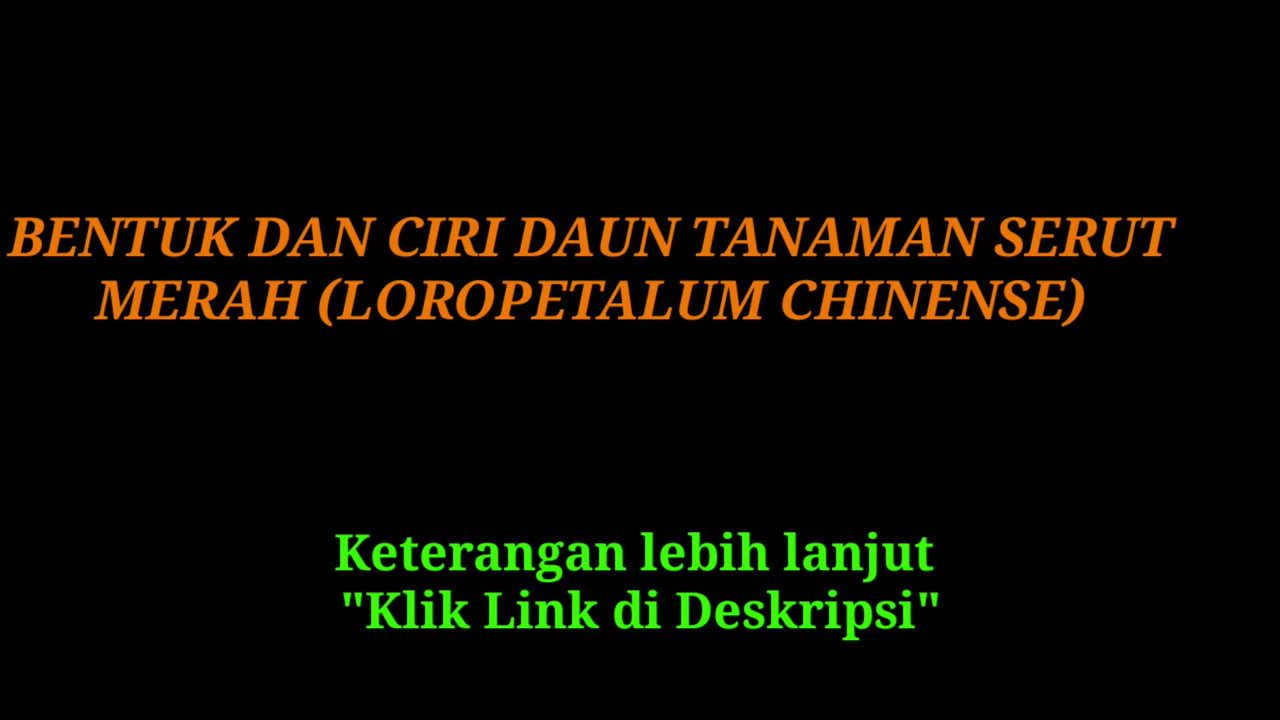 BENTUK DAN CIRI DAUN TANAMAN SERUT
MERAH (LOROPETALUM CHINENSE)
Keterangan lebih lanjut
"Klik Link di Deskripsi"